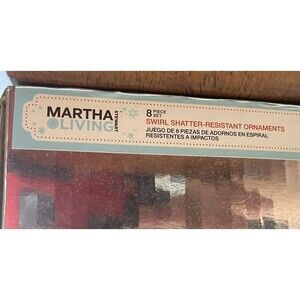 MARTHA STEWART
LIVING
8 PIECE SET
SWIRL SHATTER-RESISTANT ORNAMENTS
JUEGO DE 8 PIEZAS DE ADORNOS EN ESPIRAL
RESISTENTES A IMPACTOS